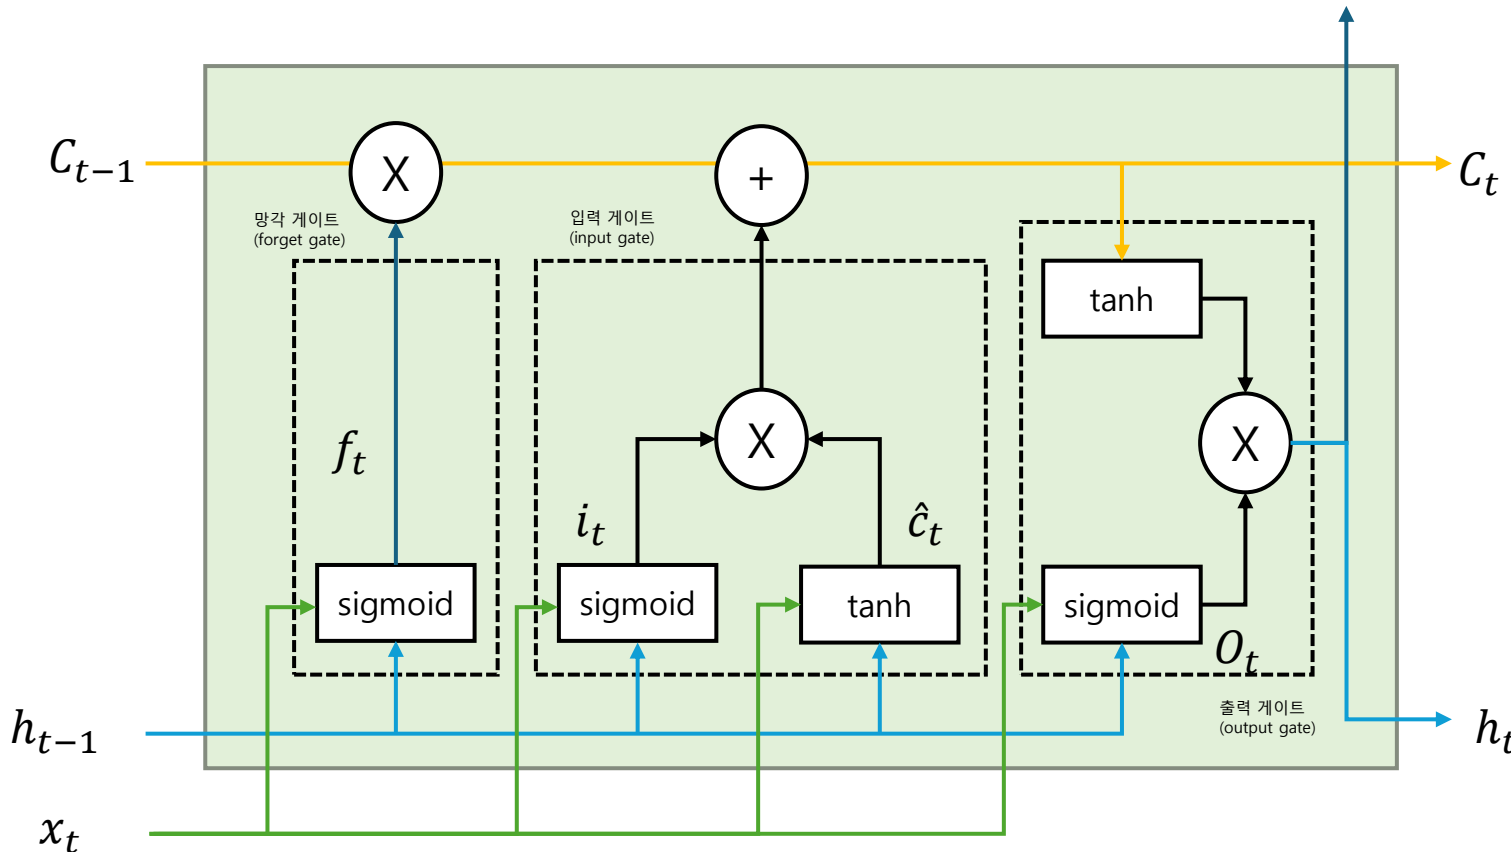 C_{t−1}
X
+
C_t
망각 게이트
(forget gate)
입력 게이트
(input gate)
tanh
f_t
X
X
i_t
ĉ_t
sigmoid
sigmoid
tanh
sigmoid
O_t
h_{t−1}
출력 게이트
(output gate)
h_t
x_t